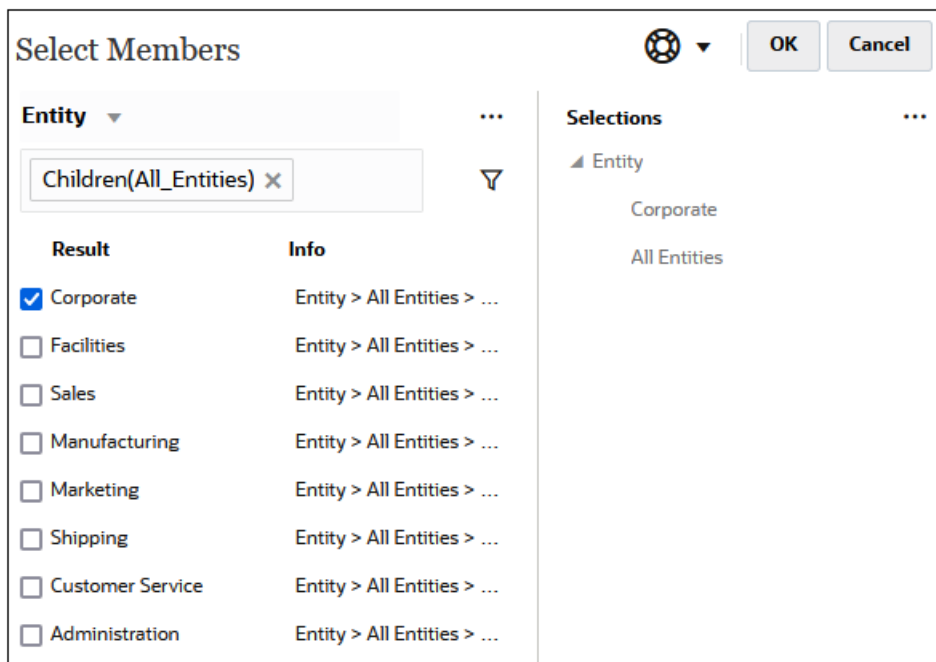 Select Members
OK
Cancel
Entity
...
Selections
...
Children(All_Entities)
Entity
Corporate
Result Info
All Entities
Corporate Entity > All Entities > ...
Facilities Entity > All Entities > ...
Sales Entity > All Entities > ...
Manufacturing Entity > All Entities > ...
Marketing Entity > All Entities > ...
Shipping Entity > All Entities > ...
Customer Service Entity > All Entities > ...
Administration Entity > All Entities > ...